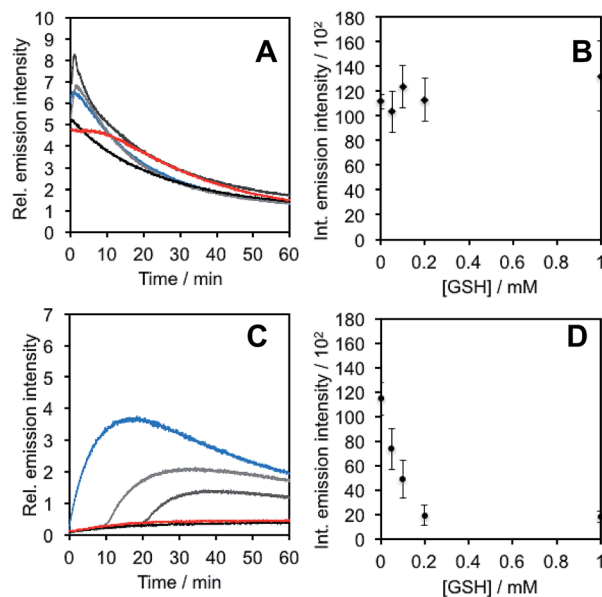 A
Rel. emission intensity
10
9
8
7
6
5
4
3
2
1
0
0 10 20 30 40 50 60
Time / min
B
Int. emission intensity / 10²
180
160
140
120
100
80
60
40
20
0
0 0.2 0.4 0.6 0.8 1
[GSH] / mM
C
Rel. emission intensity
7
6
5
4
3
2
1
0
0 10 20 30 40 50 60
Time / min
D
Int. emission intensity / 10²
180
160
140
120
100
80
60
40
20
0
0 0.2 0.4 0.6 0.8 1
[GSH] / mM